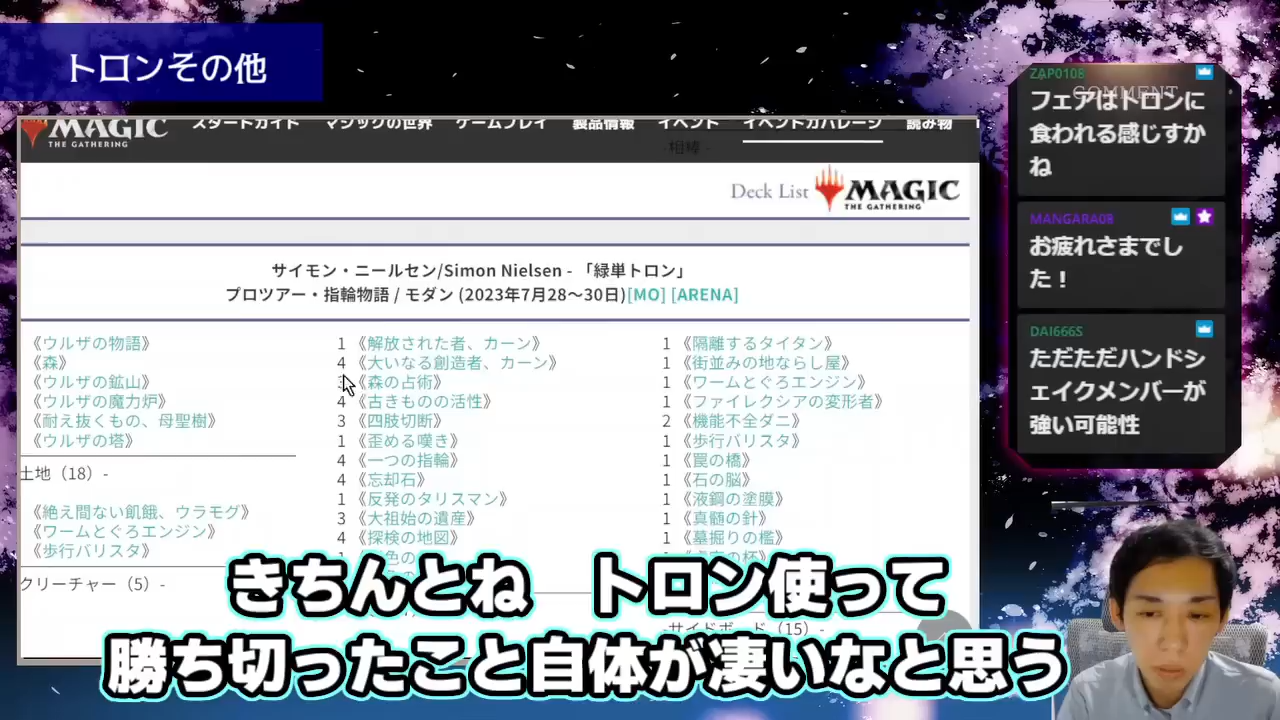 トロンその他
MAGIC
THE GATHERING
スタートガイド
マジックの世界
ゲームプレイ
製品情報
イベント
イベントカバレージ
読み物
-相棒 -
Deck List MAGIC
THE GATHERING
サイモン・ニールセン/Simon Nielsen - 「緑単トロン」
プロツアー・指輪物語 / モダン (2023年7月28～30日)[MO] [ARENA]
《ウルザの物語》
《森》
《ウルザの鉱山》
《ウルザの魔力炉》
《耐え抜くもの、母聖樹》
《ウルザの塔》
土地（18）-
《絶え間ない飢餓、ウラモグ》
《ワームとぐろエンジン》
《歩行バリスタ》
クリーチャー（5）-
1 《解放された者、カーン》
4 《大いなる創造者、カーン》
《森の占術》
4 《古きものの活性》
3 《四肢切断》
1 《歪める嘆き》
4 《一つの指輪》
4 《忘却石》
1 《反発のタリスマン》
3 《大祖始の遺産》
4 《探検の地図》
1 《隔離するタイタン》
1 《街並みの地ならし屋》
1 《ワームとぐろエンジン》
1 《ファイレクシアの変形者》
2 《機能不全ダニ》
1 《歩行バリスタ》
1 《罠の橋》
1 《石の脳》
1 《液鋼の塗膜》
1 《真髄の針》
1 《墓掘りの檻》
-サイドボード（15）-
COMMENT
ZAP0108
フェアはトロンに
食われる感じすか
ね
MANGARA08
お疲れさまでし
た！
DAI666S
ただただハンドシ
ェイクメンバーが
強い可能性
きちんとね　トロン使って
勝ち切ったこと自体が凄いなと思う